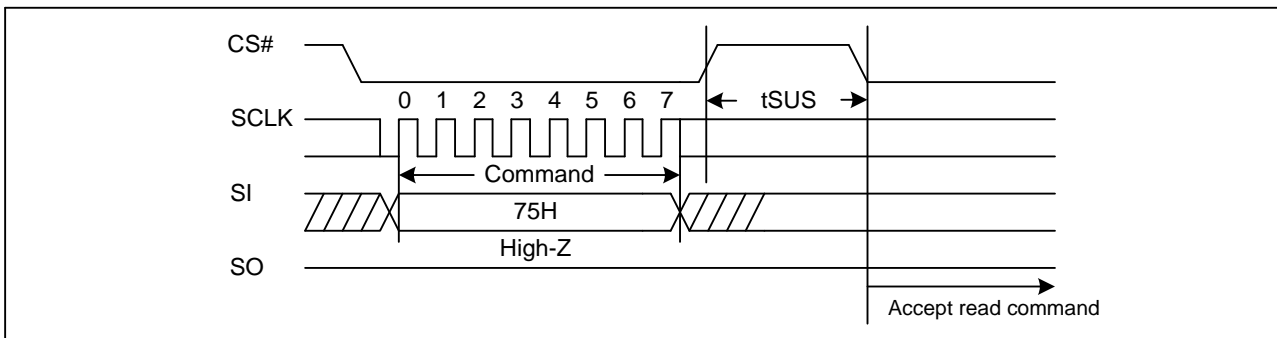 CS#
0 1 2 3 4 5 6 7
tSUS
SCLK
Command
SI
75H
High-Z
SO
Accept read command